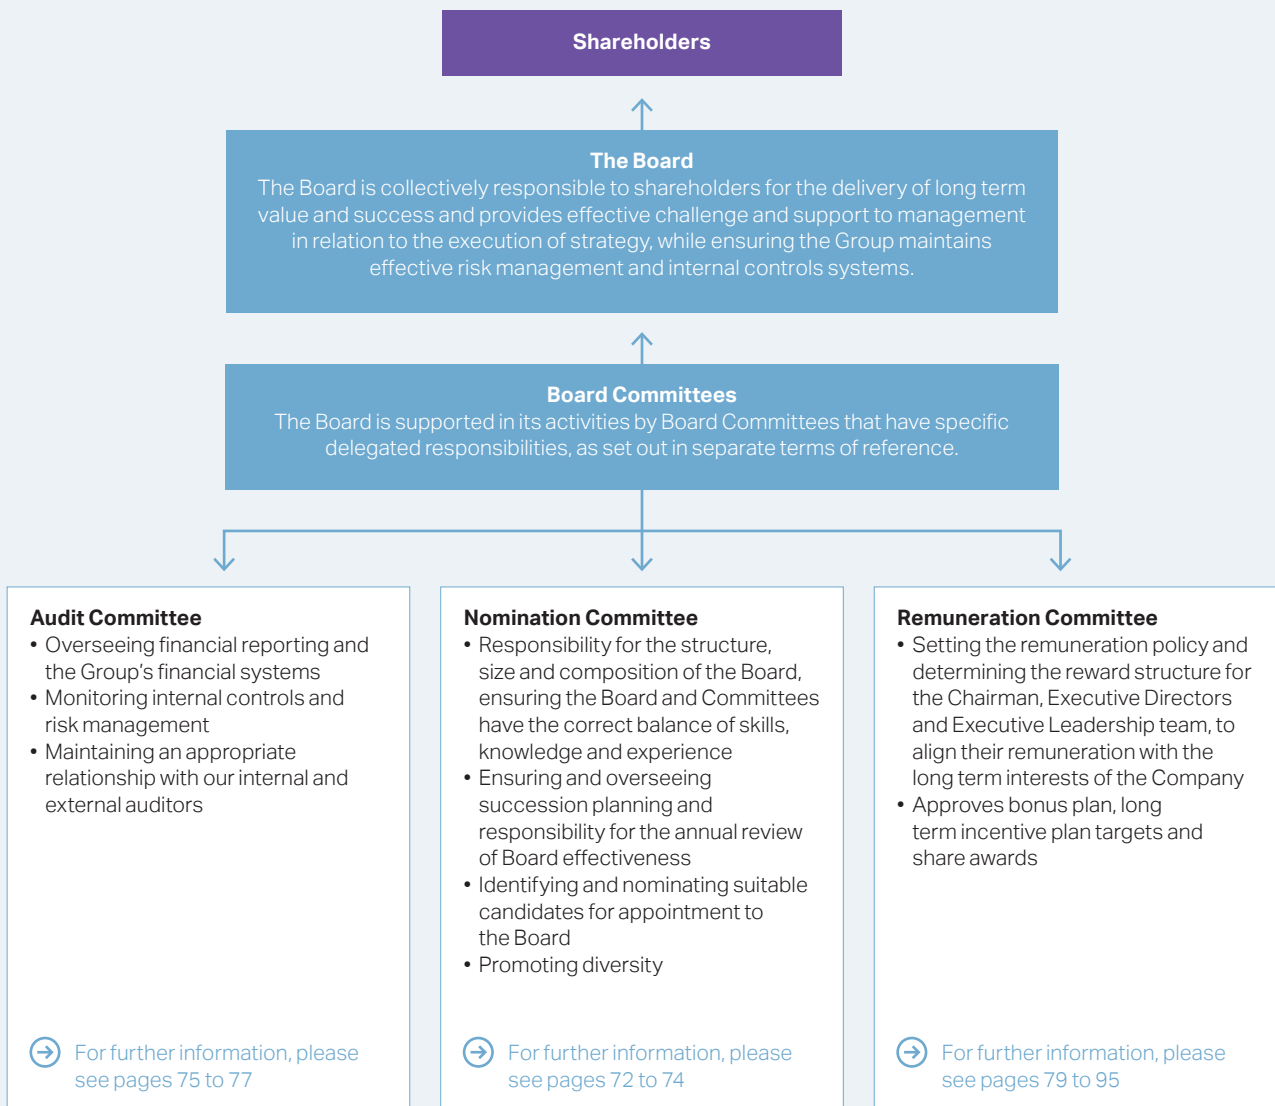 Shareholders
The Board
The Board is collectively responsible to shareholders for the delivery of long term
value and success and provides effective challenge and support to management
in relation to the execution of strategy, while ensuring the Group maintains
effective risk management and internal controls systems.
Board Committees
The Board is supported in its activities by Board Committees that have specific
delegated responsibilities, as set out in separate terms of reference.
Audit Committee
• Overseeing financial reporting and
the Group's financial systems
• Monitoring internal controls and
risk management
• Maintaining an appropriate
relationship with our internal and
external auditors
For further information, please
see pages 75 to 77
Nomination Committee
• Responsibility for the structure,
size and composition of the Board,
ensuring the Board and Committees
have the correct balance of skills,
knowledge and experience
• Ensuring and overseeing
succession planning and
responsibility for the annual review
of Board effectiveness
• Identifying and nominating suitable
candidates for appointment to
the Board
• Promoting diversity
For further information, please
see pages 72 to 74
Remuneration Committee
• Setting the remuneration policy and
determining the reward structure for
the Chairman, Executive Directors
and Executive Leadership team, to
align their remuneration with the
long term interests of the Company
• Approves bonus plan, long
term incentive plan targets and
share awards
For further information, please
see pages 79 to 95